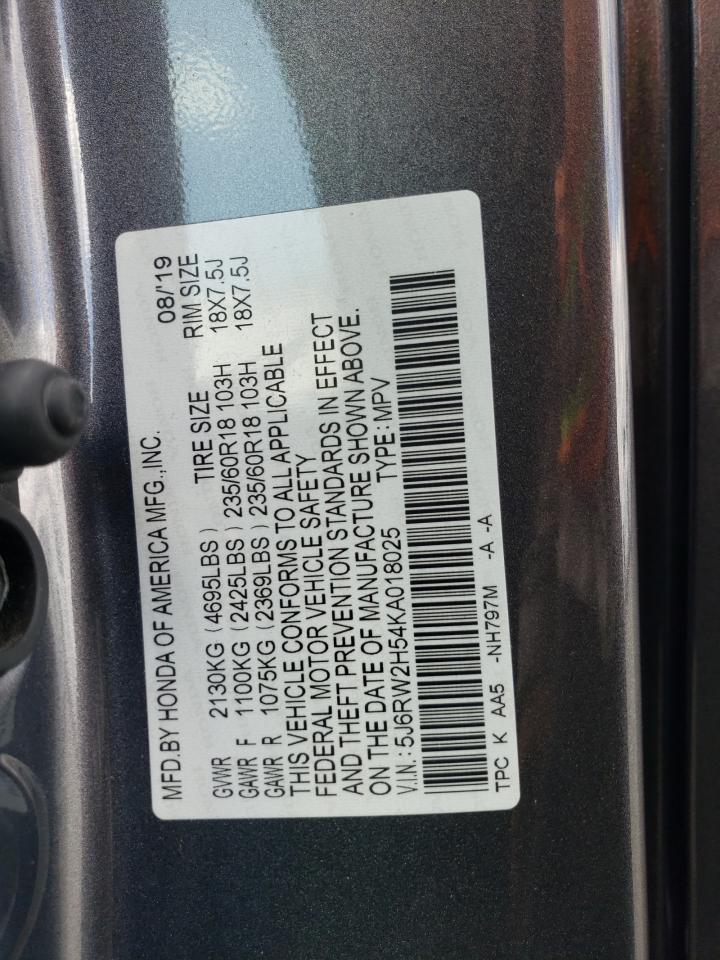 MFD.BY HONDA OF AMERICA MFG.,INC. 08/'19
TIRE SIZE RIM SIZE
GVWR 2130KG (4695LBS)
GAWR F 1100KG (2425LBS) 235/60R18 103H 18X7.5J
GAWR R 1075KG (2369LBS) 235/60R18 103H 18X7.5J
THIS VEHICLE CONFORMS TO ALL APPLICABLE
FEDERAL MOTOR VEHICLE SAFETY
AND THEFT PREVENTION STANDARDS IN EFFECT
ON THE DATE OF MANUFACTURE SHOWN ABOVE.
V.I.N.: 5J6RW2H54KA018025 TYPE: MPV
TPC K AA5 -NH797M -A -A